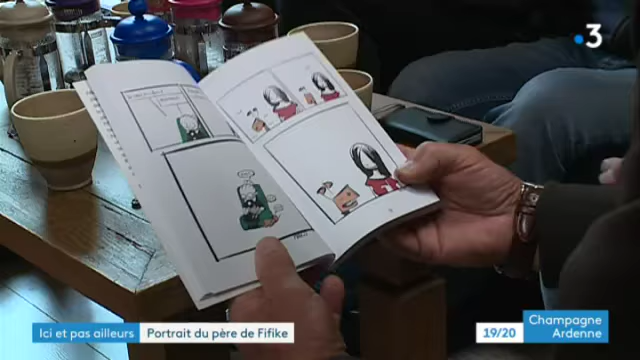 .3
Ici et pas ailleurs
Portrait du père de Fifike
19/20
Champagne
Ardenne